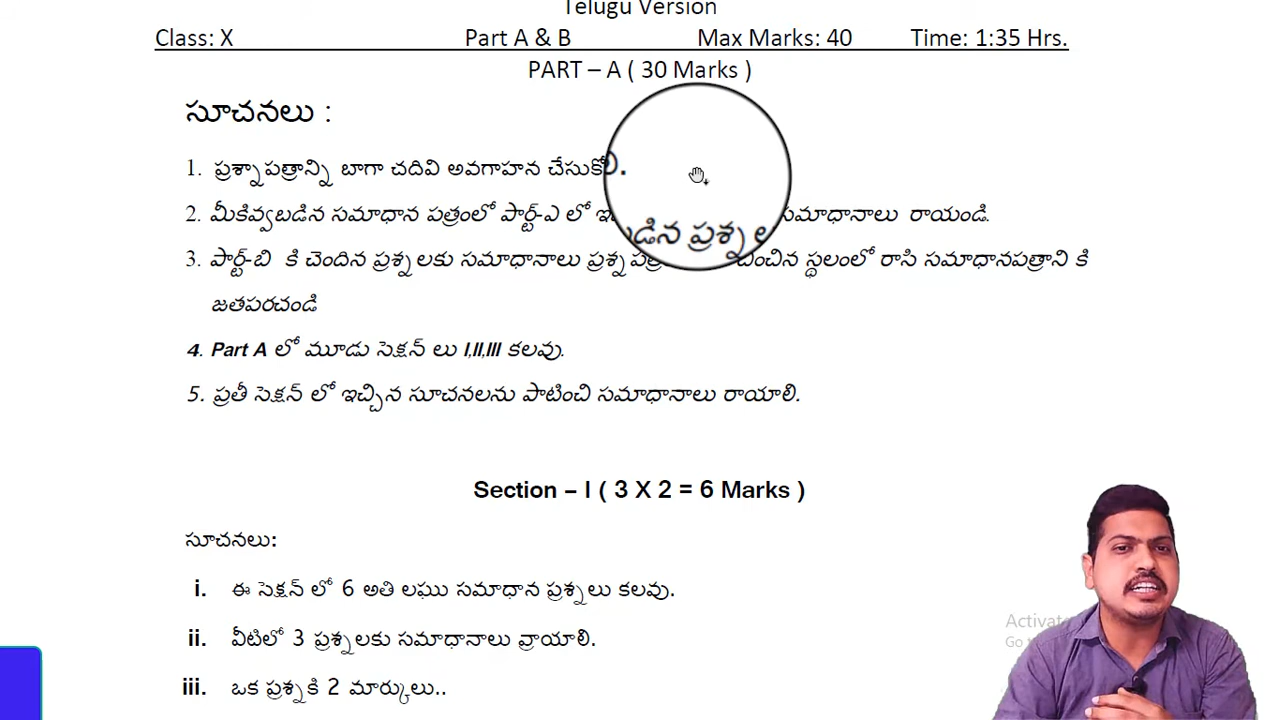 Telugu Version
Class: X Part A & B Max Marks: 40 Time: 1:35 Hrs.
PART – A ( 30 Marks )
సూచనలు :
1. ప్రశ్నాపత్రాన్ని బాగా చదివి అవగాహన
2. మీకివ్వబడిన సమాధాన పత్రంలో పార్ట్-ఎ లో ప్రశ్న సమాధానాలు రాయండి.
3. పార్ట్-బి కి చెందిన ప్రశ్నలకు సమాధానాలు స్థలంలో రాసి సమాధానపత్రాని కి
జతపరచండి
4. Part A లో మూడు సెక్షన్ లు I,II,III కలవు.
5. ప్రతీ సెక్షన్ లో ఇచ్చిన సూచనలను పాటించి సమాధానాలు రాయాలి.
Section – I ( 3 X 2 = 6 Marks )
సూచనలు:
i. ఈ సెక్షన్ లో 6 అతి లఘు సమాధాన ప్రశ్నలు కలవు.
ii. వీటిలో 3 ప్రశ్నలకు సమాధానాలు వ్రాయాలి.
iii. ఒక ప్రశ్నకి 2 మార్కులు..